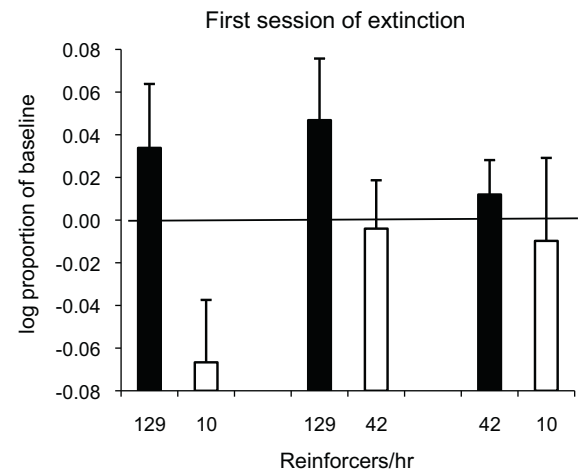 First session of extinction
0.08
0.06
0.04
0.02
0.00
-0.02
-0.04
-0.06
-0.08
log proportion of baseline
129 10 129 42 42 10
Reinforcers/hr